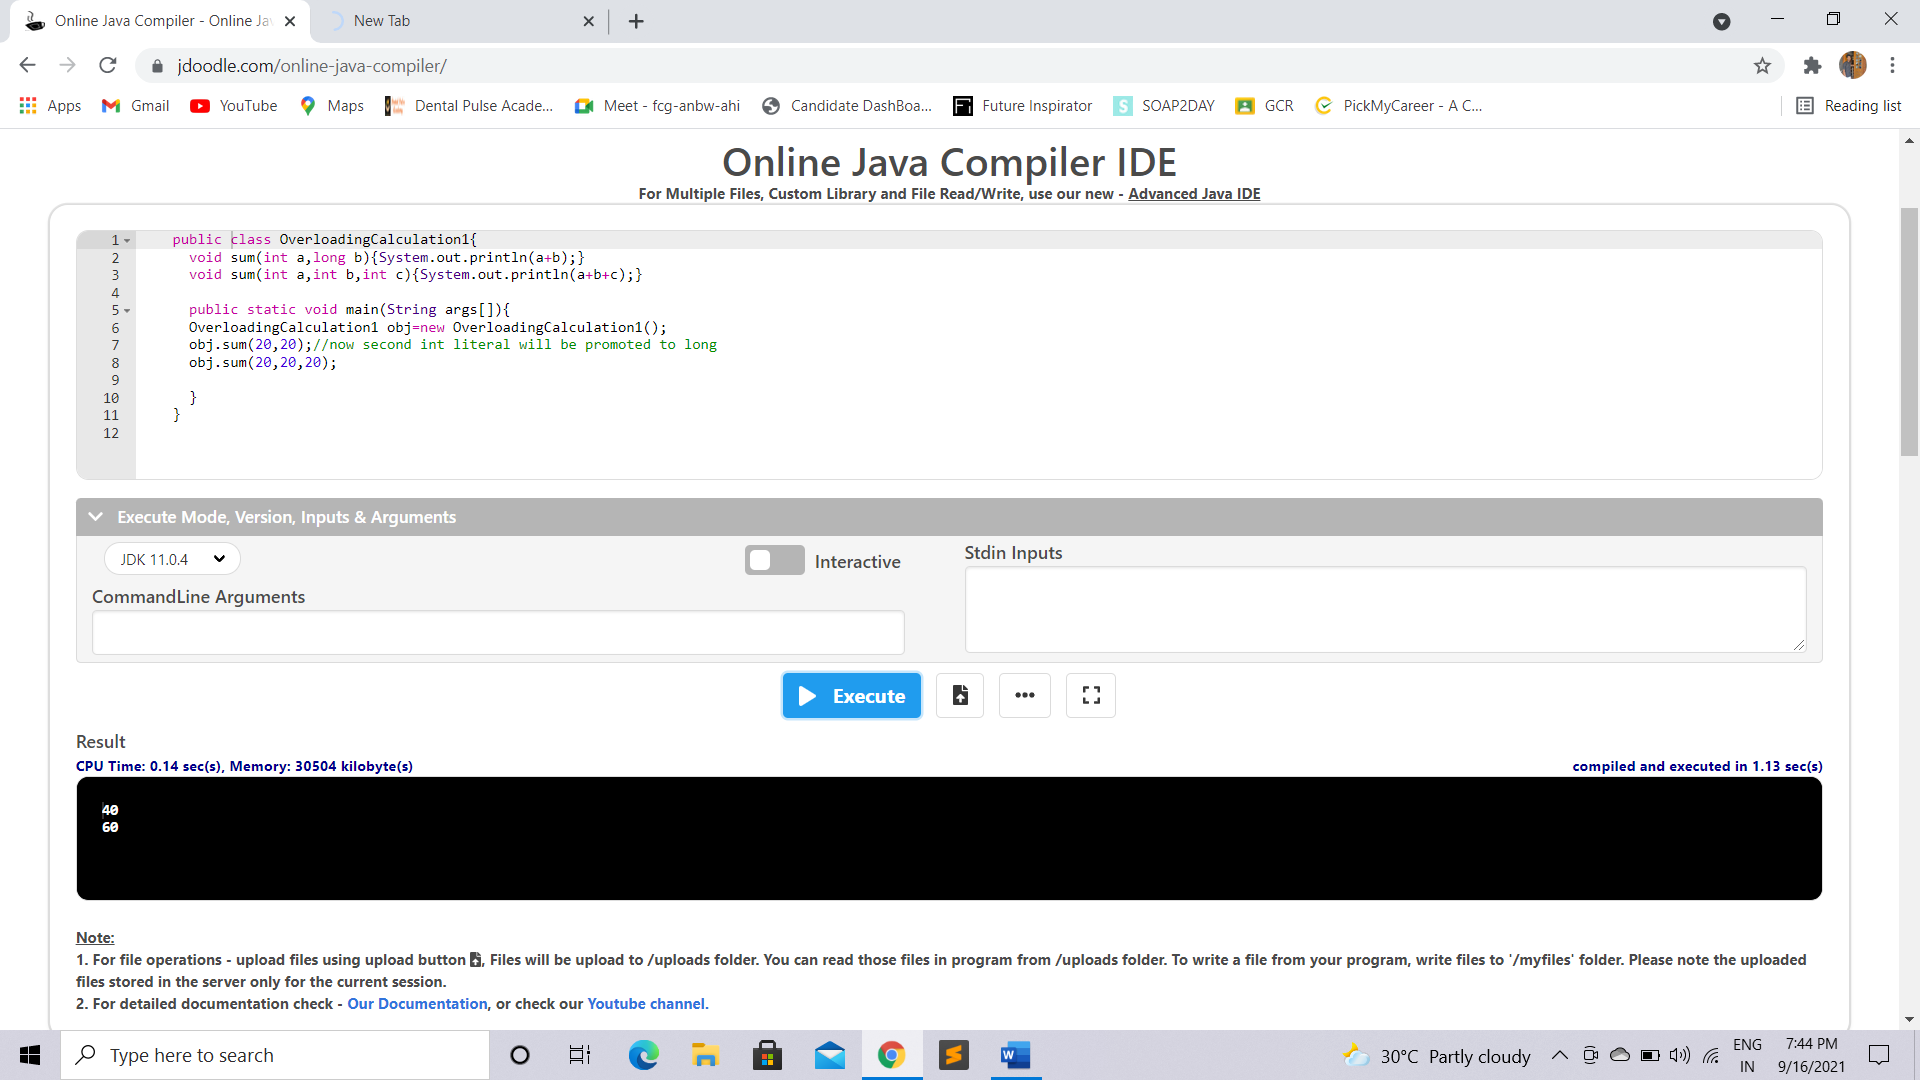 Online Java Compiler - Online Ja
New Tab
jdoodle.com/online-java-compiler/
Apps Gmail YouTube Maps Dental Pulse Acade... Meet - fcg-anbw-ahi Candidate DashBoa... Future Inspirator SOAP2DAY GCR PickMyCareer - A C... Reading list
Online Java Compiler IDE
For Multiple Files, Custom Library and File Read/Write, use our new - Advanced Java IDE
1 public class OverloadingCalculation1{
2 void sum(int a,long b){System.out.println(a+b);}
3 void sum(int a,int b,int c){System.out.println(a+b+c);}
4
5 public static void main(String args[]){
6 OverloadingCalculation1 obj=new OverloadingCalculation1();
7 obj.sum(20,20);//now second int literal will be promoted to long
8 obj.sum(20,20,20);
9
10 }
11 }
12
Execute Mode, Version, Inputs & Arguments
JDK 11.0.4
Interactive
Stdin Inputs
CommandLine Arguments
Execute
Result
CPU Time: 0.14 sec(s), Memory: 30504 kilobyte(s)
compiled and executed in 1.13 sec(s)
40
60
Note:
1. For file operations - upload files using upload button , Files will be upload to /uploads folder. You can read those files in program from /uploads folder. To write a file from your program, write files to '/myfiles' folder. Please note the uploaded
files stored in the server only for the current session.
2. For detailed documentation check - Our Documentation, or check our Youtube channel.
Type here to search
30°C Partly cloudy
ENG
IN
7:44 PM
9/16/2021